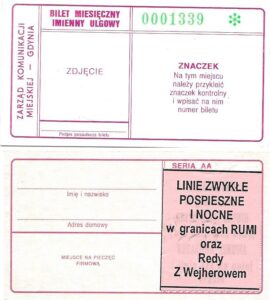 ZARZĄD KOMUNIKACJI
MIEJSKIEJ — GDYNIA
BILET MIESIĘCZNY
IMIENNY ULGOWY
0001339 *
ZDJĘCIE
ZNACZEK
Na tym miejscu
należy przykleić
znaczek kontrolny
i wpisać na nim
numer biletu
Podpis posiadacza biletu
SERIA AA
Imię i nazwisko
Adres domowy
MIEJSCE NA PIECZĘĆ
FIRMOWĄ
LINIE ZWYKŁE
POSPIESZNE
I NOCNE
w granicach RUMI
oraz
Redy
Z Wejherowem